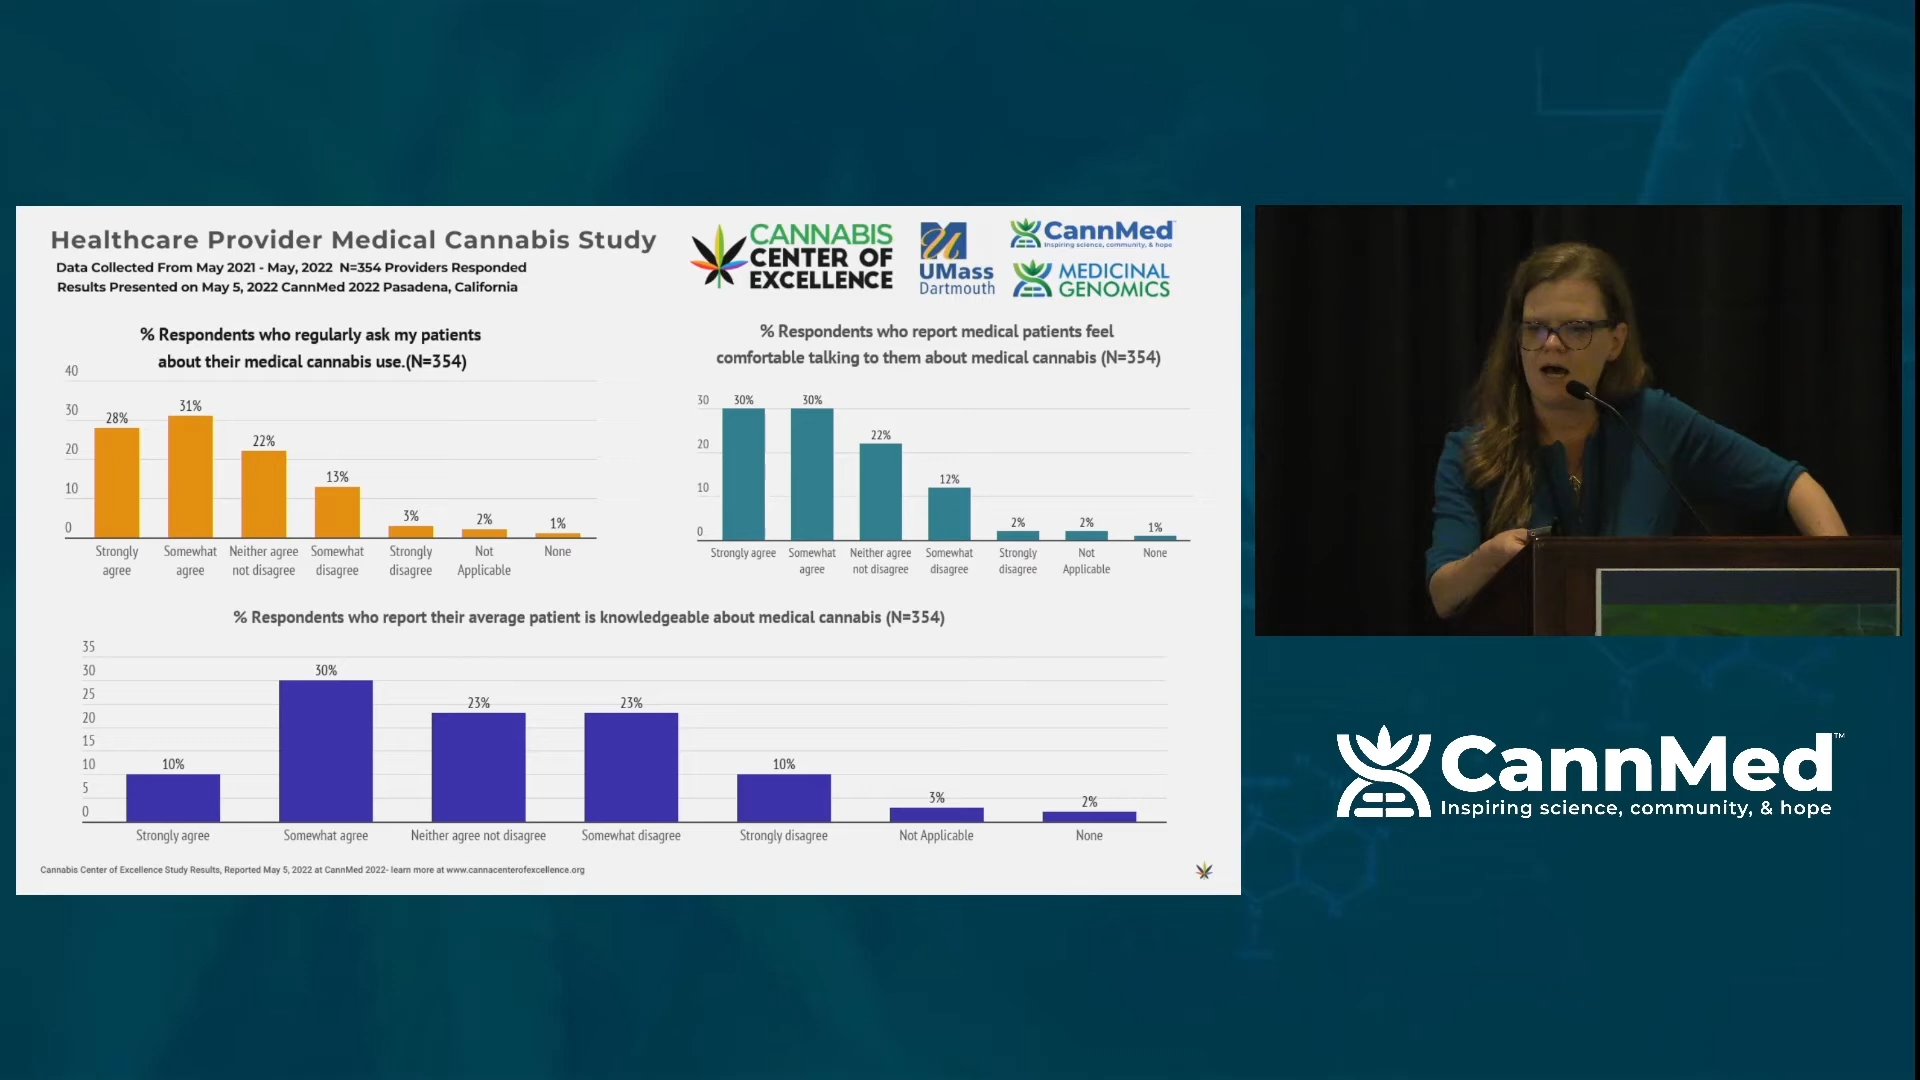 Healthcare Provider Medical Cannabis Study
Data Collected From May 2021 - May, 2022 N=354 Providers Responded
Results Presented on May 5, 2022 CannMed 2022 Pasadena, California
CANNABIS
CENTER OF
EXCELLENCE
UMass
Dartmouth
CannMed™
Inspiring science, community, & hope
MEDICINAL
GENOMICS
% Respondents who regularly ask my patients
about their medical cannabis use.(N=354)
40
30
20
10
0
28%
31%
22%
13%
3%
2%
1%
Strongly agree
Somewhat agree
Neither agree not disagree
Somewhat disagree
Strongly disagree
Not Applicable
None
% Respondents who report medical patients feel
comfortable talking to them about medical cannabis (N=354)
30
20
10
0
30%
30%
22%
12%
2%
2%
1%
Strongly agree
Somewhat agree
Neither agree not disagree
Somewhat disagree
Strongly disagree
Not Applicable
None
% Respondents who report their average patient is knowledgeable about medical cannabis (N=354)
35
30
25
20
15
10
5
0
10%
30%
23%
23%
10%
3%
2%
Strongly agree
Somewhat agree
Neither agree not disagree
Somewhat disagree
Strongly disagree
Not Applicable
None
Cannabis Center of Excellence Study Results, Reported May 5, 2022 at CannMed 2022- learn more at www.cannacenterofexcellence.org
CannMed™
Inspiring science, community, & hope